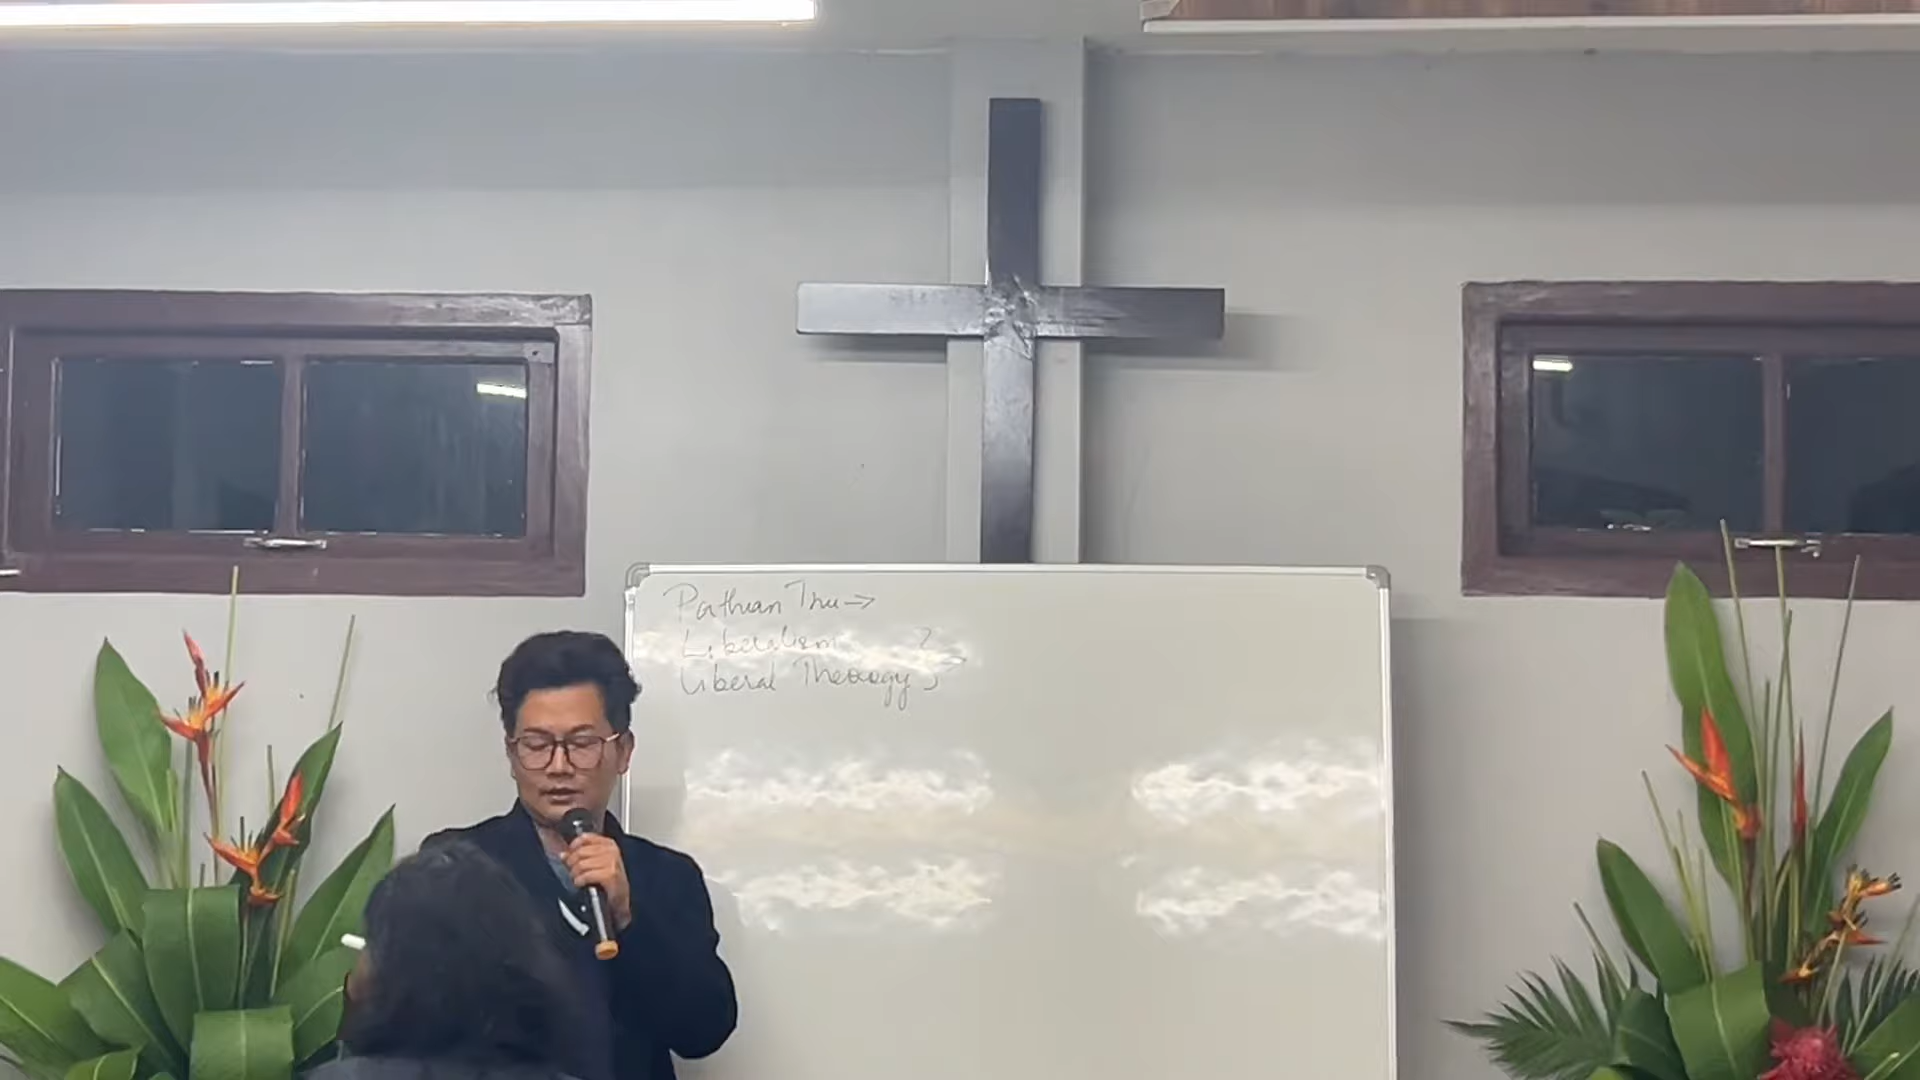 Pathian Thu →
Liberalism
Liberal Theology } →